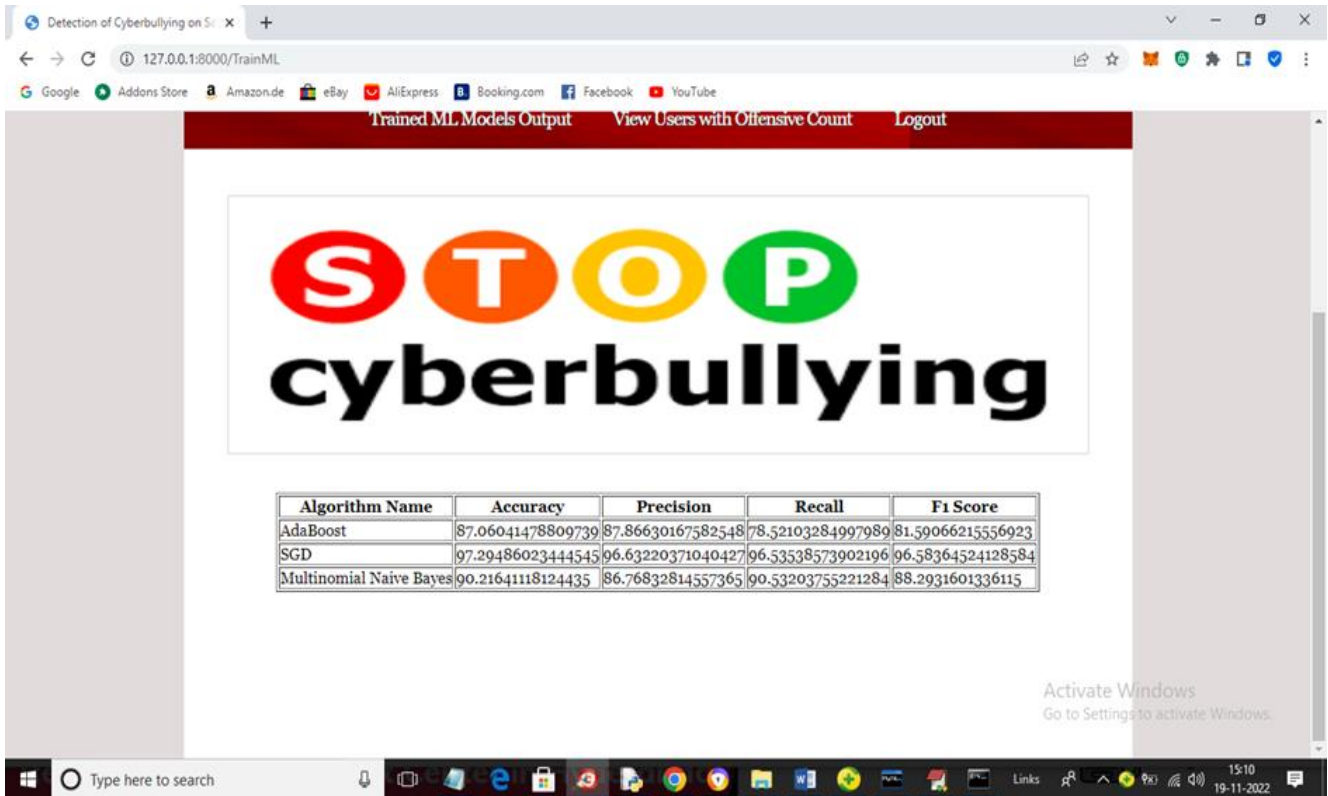 Detection of Cyberbullying on So
127.0.0.1:8000/TrainML
Google Addons Store Amazon.de eBay AliExpress Booking.com Facebook YouTube
Trained ML Models Output View Users with Offensive Count Logout
STOP
cyberbullying
Algorithm Name Accuracy Precision Recall F1 Score
AdaBoost 87.06041478809739 87.86630167582548 78.52103284997989 81.59066215556923
SGD 97.29486023444545 96.63220371040427 96.53538573902196 96.58364524128584
Multinomial Naive Bayes 90.21641118124435 86.76832814557365 90.53203755221284 88.2931601336115
Activate Windows
Go to Settings to activate Windows.
Type here to search Links 15:10
19-11-2022